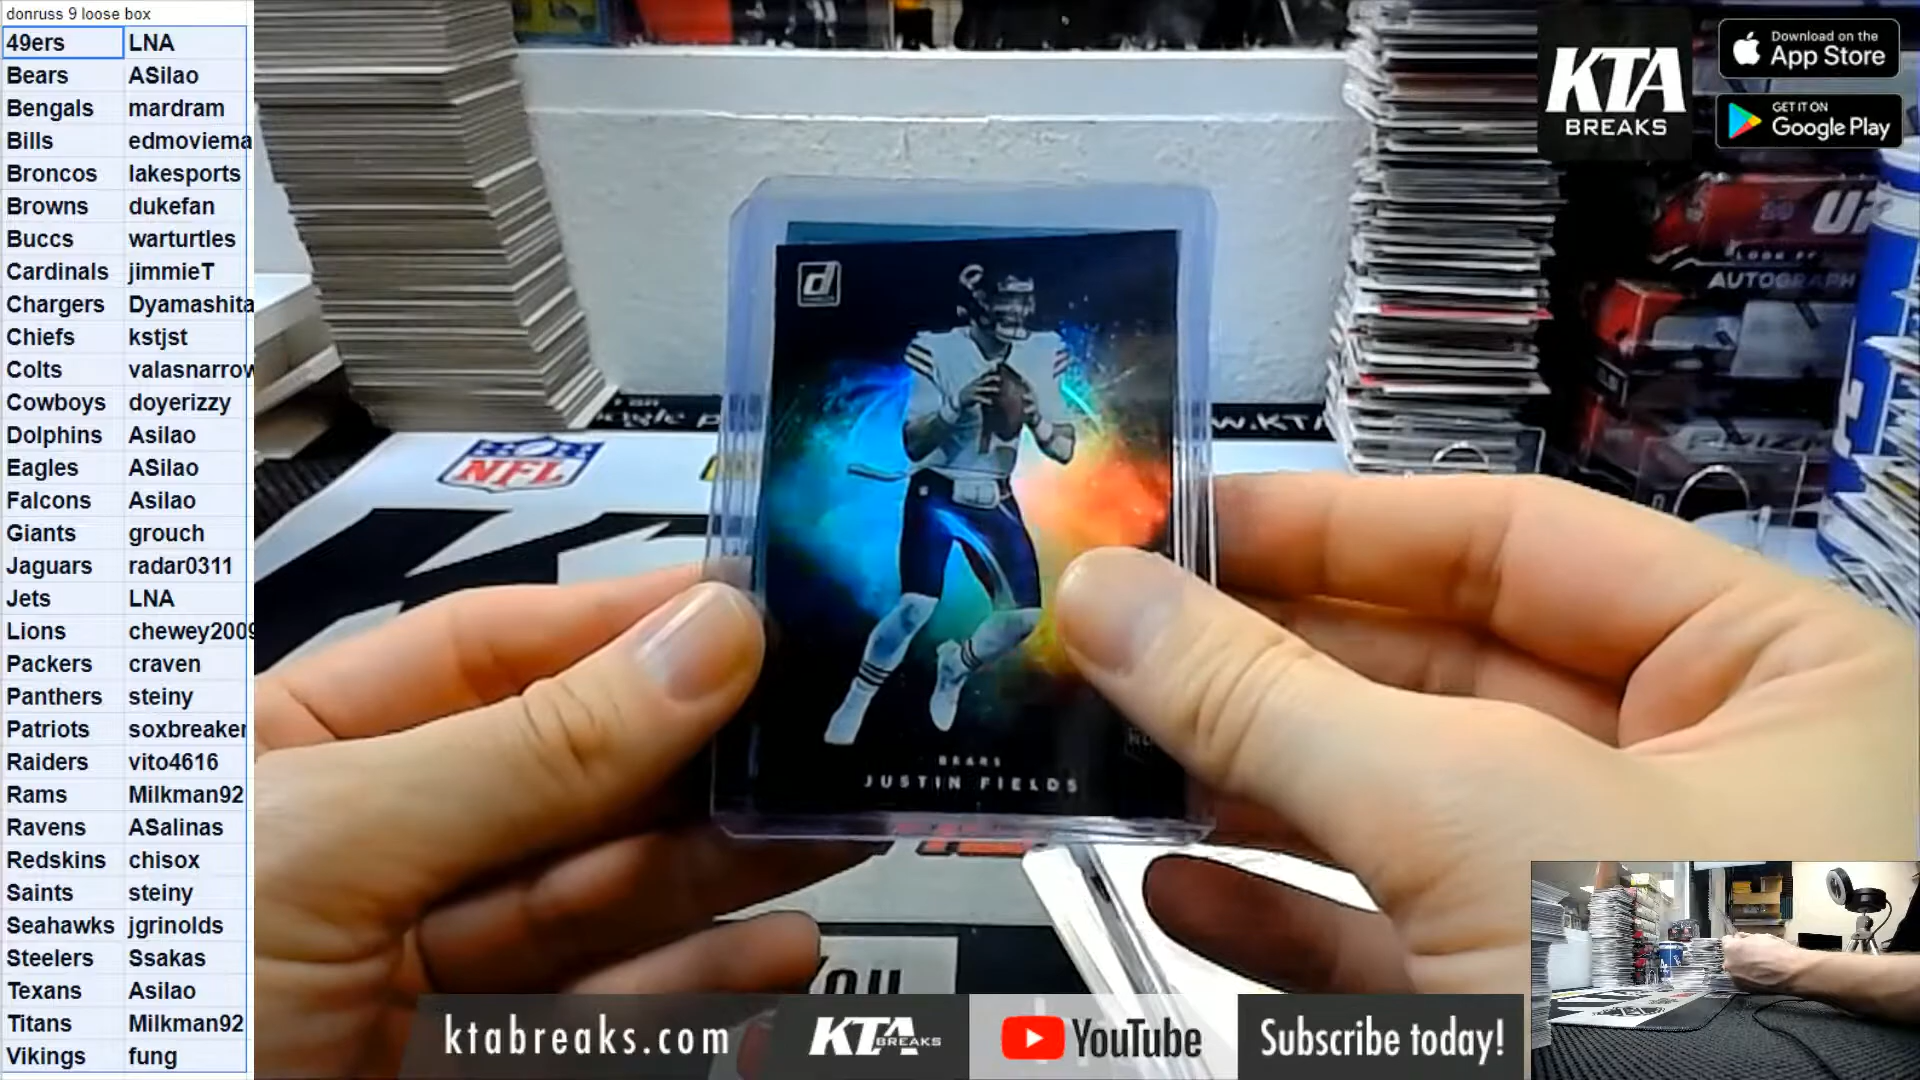 donruss 9 loose box
49ers LNA
Bears ASilao
Bengals mardram
Bills edmoviema
Broncos lakesports
Browns dukefan
Buccs warturtles
Cardinals jimmieT
Chargers Dyamashita
Chiefs kstjst
Colts valasnarrow
Cowboys doyerizzy
Dolphins Asilao
Eagles ASilao
Falcons Asilao
Giants grouch
Jaguars radar0311
Jets LNA
Lions chewey2009
Packers craven
Panthers steiny
Patriots soxbreaker
Raiders vito4616
Rams Milkman92
Ravens ASalinas
Redskins chisox
Saints steiny
Seahawks jgrinolds
Steelers Ssakas
Texans Asilao
Titans Milkman92
Vikings fung
KTA
BREAKS
Download on the
App Store
GET IT ON
Google Play
AUTOGRAPH
NFL
d
BEARS
JUSTIN FIELDS
YOU
ktabreaks.com
KTA
BREAKS
YouTube
Subscribe today!